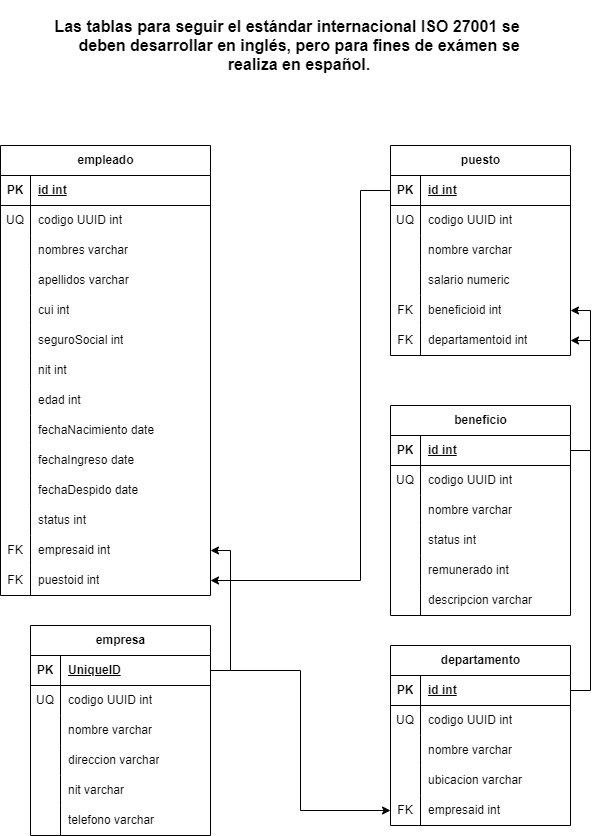 Las tablas para seguir el estándar internacional ISO 27001 se
deben desarrollar en inglés, pero para fines de exámen se
realiza en español.
empleado
PK id int
UQ codigo UUID int
nombres varchar
apellidos varchar
cui int
seguroSocial int
nit int
edad int
fechaNacimiento date
fechaIngreso date
fechaDespido date
status int
FK empresaid int
FK puestoid int
puesto
PK id int
UQ codigo UUID int
nombre varchar
salario numeric
FK beneficioid int
FK departamentoid int
beneficio
PK id int
UQ codigo UUID int
nombre varchar
status int
remunerado int
descripcion varchar
empresa
PK UniqueID
UQ codigo UUID int
nombre varchar
direccion varchar
nit varchar
telefono varchar
departamento
PK id int
UQ codigo UUID int
nombre varchar
ubicacion varchar
FK empresaid int